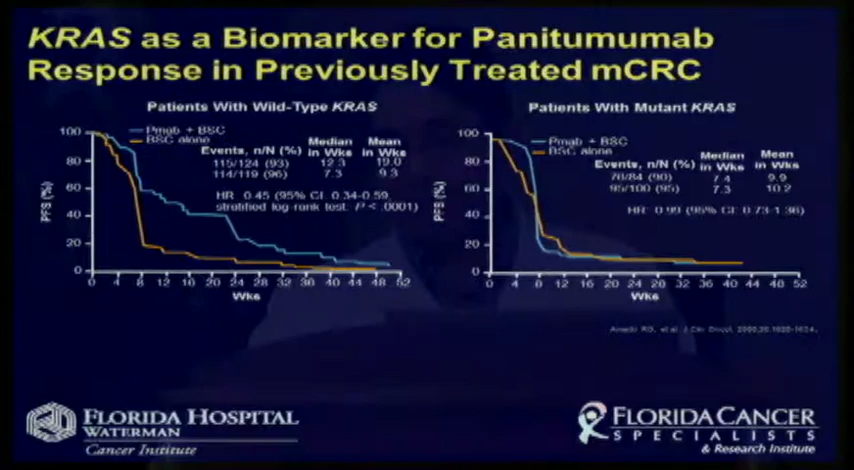 KRAS as a Biomarker for Panitumumab
Response in Previously Treated mCRC
Patients With Wild-Type KRAS
Pmab + BSC
BSC alone
Events, n/N (%) Median in Wks Mean in Wks
115/124 (93) 12.3 19.0
114/119 (96) 7.3 9.3
HR: 0.45 (95% CI: 0.34-0.59,
stratified log-rank test: P < .0001)
PFS (%)
100
80
60
40
20
0
0 4 8 12 16 20 24 28 32 36 40 44 48 52
Wks
Patients With Mutant KRAS
Pmab + BSC
BSC alone
Events, n/N (%) Median in Wks Mean in Wks
76/84 (90) 7.4 9.9
95/100 (95) 7.3 10.2
HR: 0.99 (95% CI: 0.73-1.36)
PFS (%)
100
80
60
40
20
0
0 4 8 12 16 20 24 28 32 36 40 44 48 52
Wks
FLORIDA HOSPITAL
WATERMAN
Cancer Institute
FLORIDA CANCER
SPECIALISTS
& Research Institute